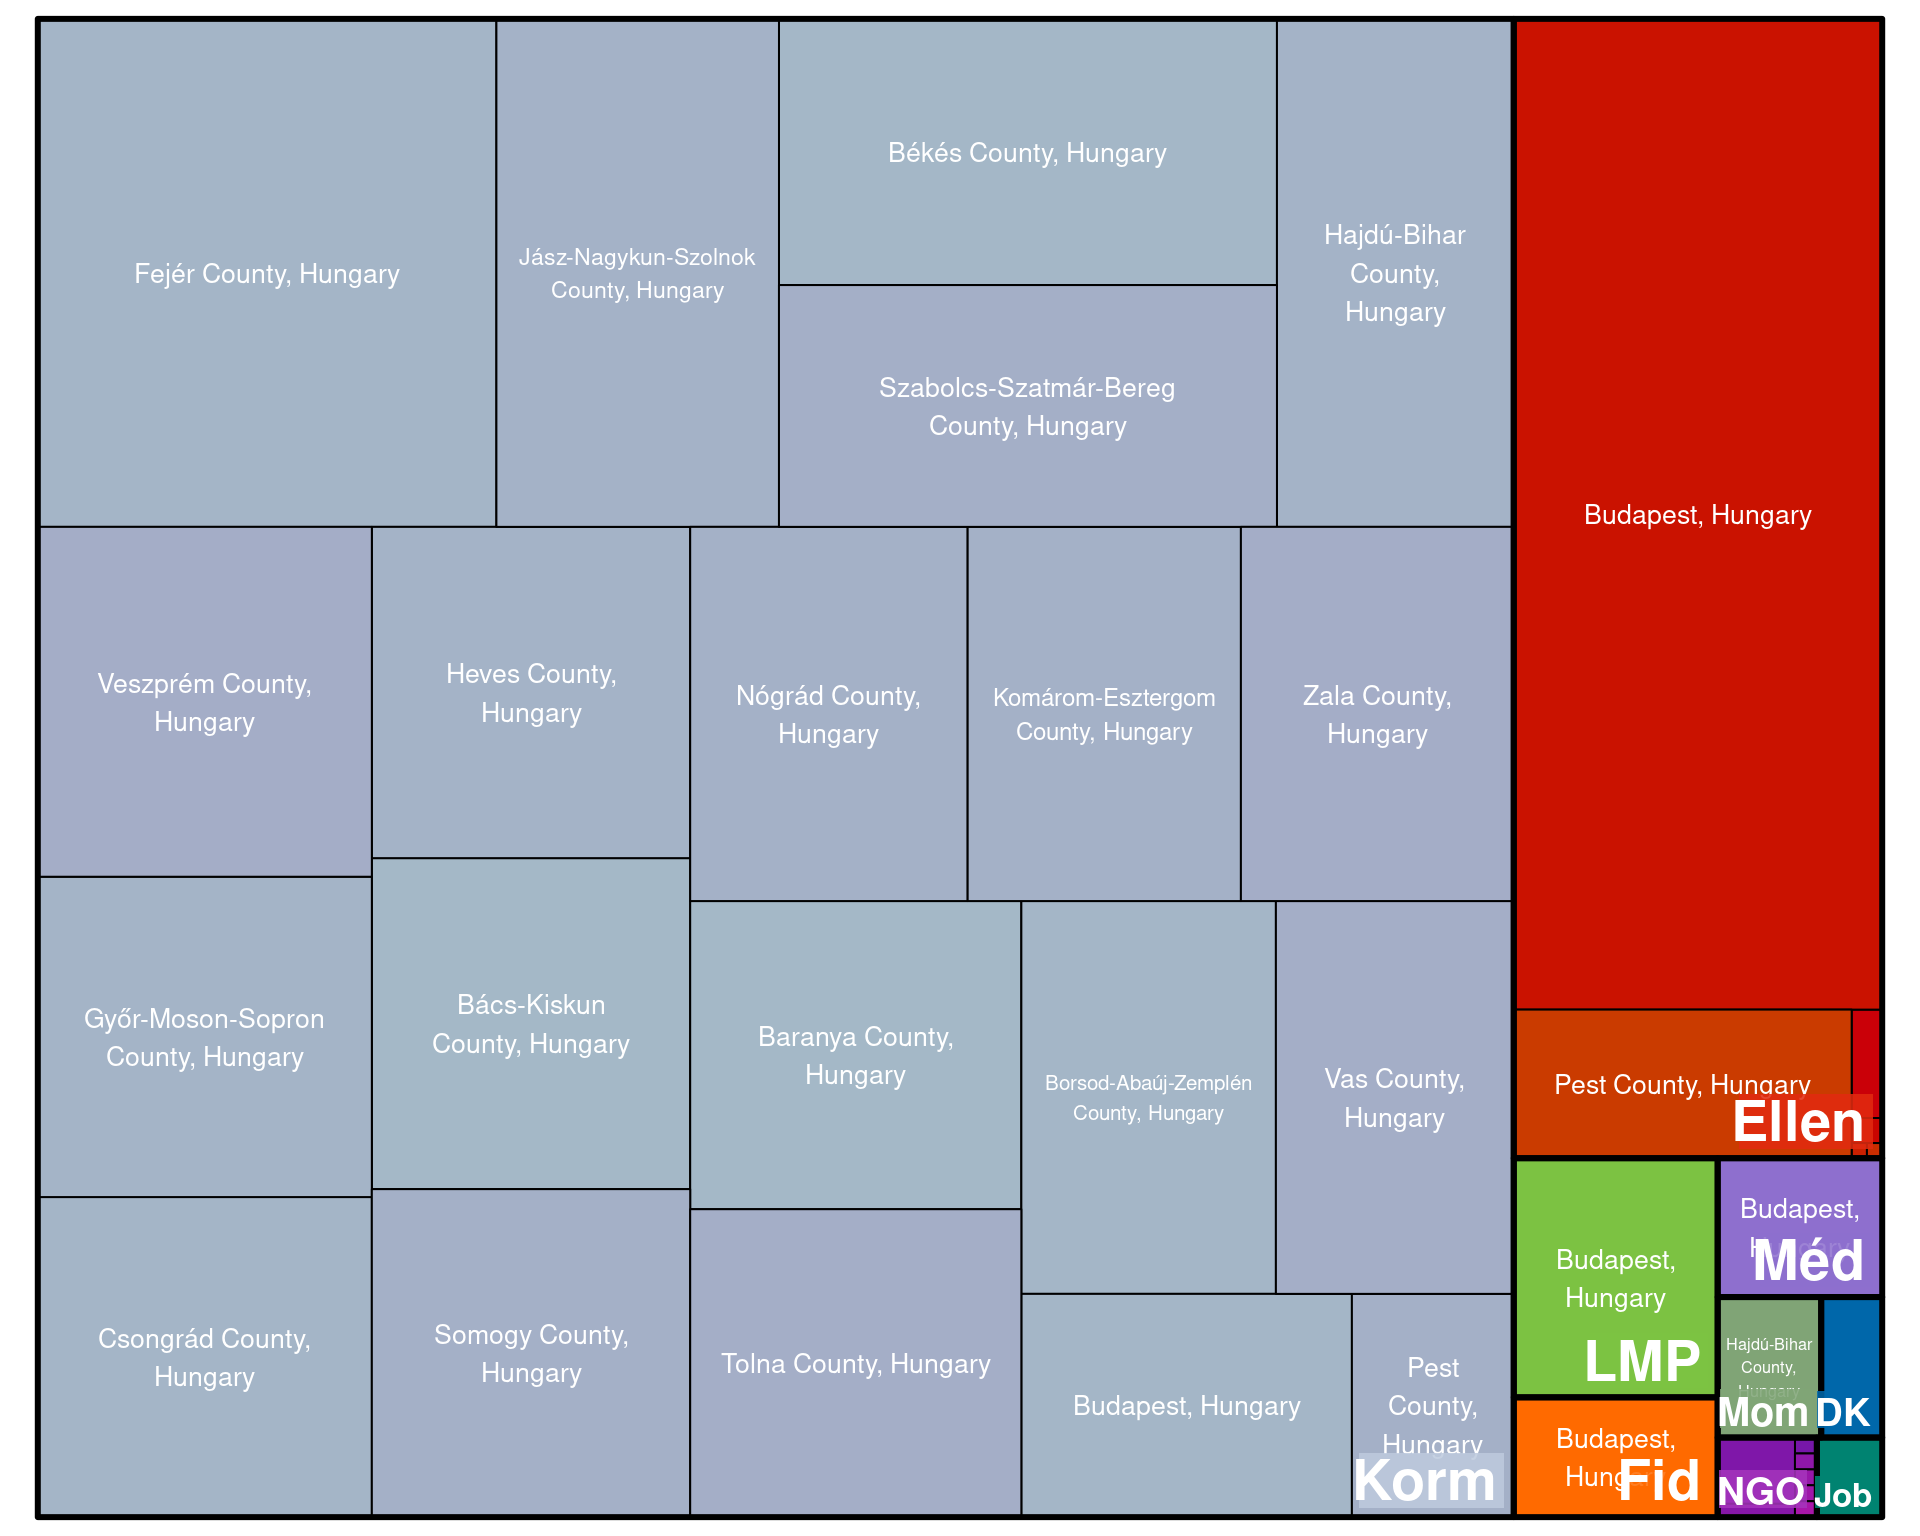 Fejér County, Hungary
Jász-Nagykun-Szolnok
County, Hungary
Békés County, Hungary
Szabolcs-Szatmár-Bereg
County, Hungary
Hajdú-Bihar
County,
Hungary
Budapest, Hungary
Veszprém County,
Hungary
Heves County,
Hungary
Nógrád County,
Hungary
Komárom-Esztergom
County, Hungary
Zala County,
Hungary
Győr-Moson-Sopron
County, Hungary
Bács-Kiskun
County, Hungary
Baranya County,
Hungary
Borsod-Abaúj-Zemplén
County, Hungary
Vas County,
Hungary
Csongrád County,
Hungary
Somogy County,
Hungary
Tolna County, Hungary
Budapest, Hungary
Pest
County,
Hungary
Korm
Pest County, Hungary
Ellen
Budapest,
Hungary
LMP
Budapest,
Hungary
Méd
Hajdú-Bihar
County,
Hungary
Mom
DK
Budapest,
Hungary
Fid
NGO
Job